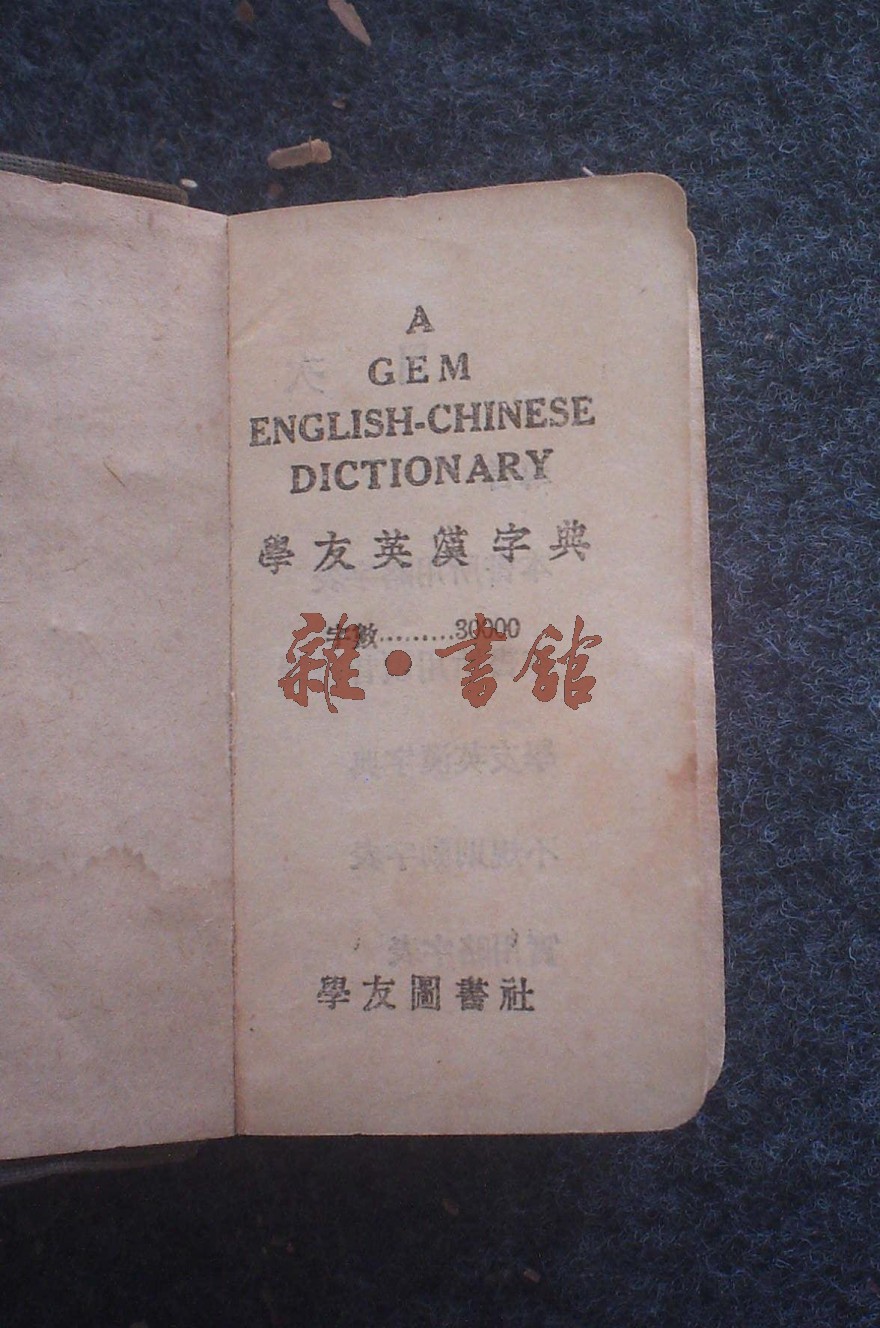 A
GEM
ENGLISH-CHINESE
DICTIONARY
學友英漢字典
字數.........30000
雜·書館
學友圖書社